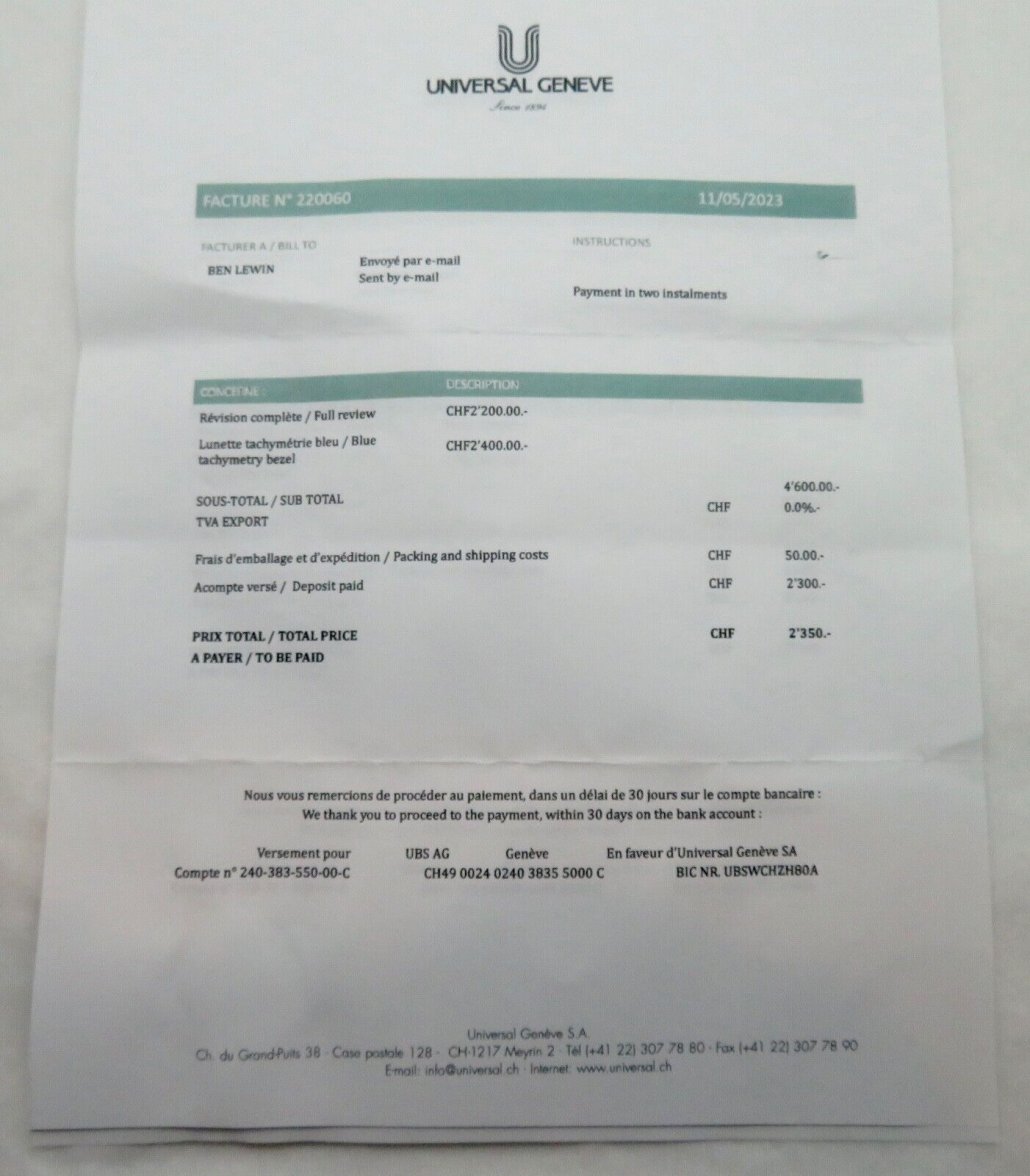 UNIVERSAL GENEVE
Since 1894
FACTURE N° 220060 11/05/2023
FACTURER A / BILL TO
BEN LEWIN
Envoyé par e-mail
Sent by e-mail
INSTRUCTIONS
Payment in two instalments
CONCERNE : DESCRIPTION
Révision complète / Full review CHF2'200.00.-
Lunette tachymétrie bleu / Blue CHF2'400.00.-
tachymetry bezel
4'600.00.-
SOUS-TOTAL / SUB TOTAL CHF 0.0%.-
TVA EXPORT
Frais d'emballage et d'expédition / Packing and shipping costs CHF 50.00.-
Acompte versé / Deposit paid CHF 2'300.-
PRIX TOTAL / TOTAL PRICE CHF 2'350.-
A PAYER / TO BE PAID
Nous vous remercions de procéder au paiement, dans un délai de 30 jours sur le compte bancaire :
We thank you to proceed to the payment, within 30 days on the bank account :
Versement pour UBS AG Genève En faveur d'Universal Genève SA
Compte n° 240-383-550-00-C CH49 0024 0240 3835 5000 C BIC NR. UBSWCHZH80A
Universal Genève S.A.
Ch. du Grand-Puits 38 · Case postale 128 · CH-1217 Meyrin 2 · Tél (+41 22) 307 78 80 · Fax (+41 22) 307 78 90
E-mail: info@universal.ch · Internet: www.universal.ch